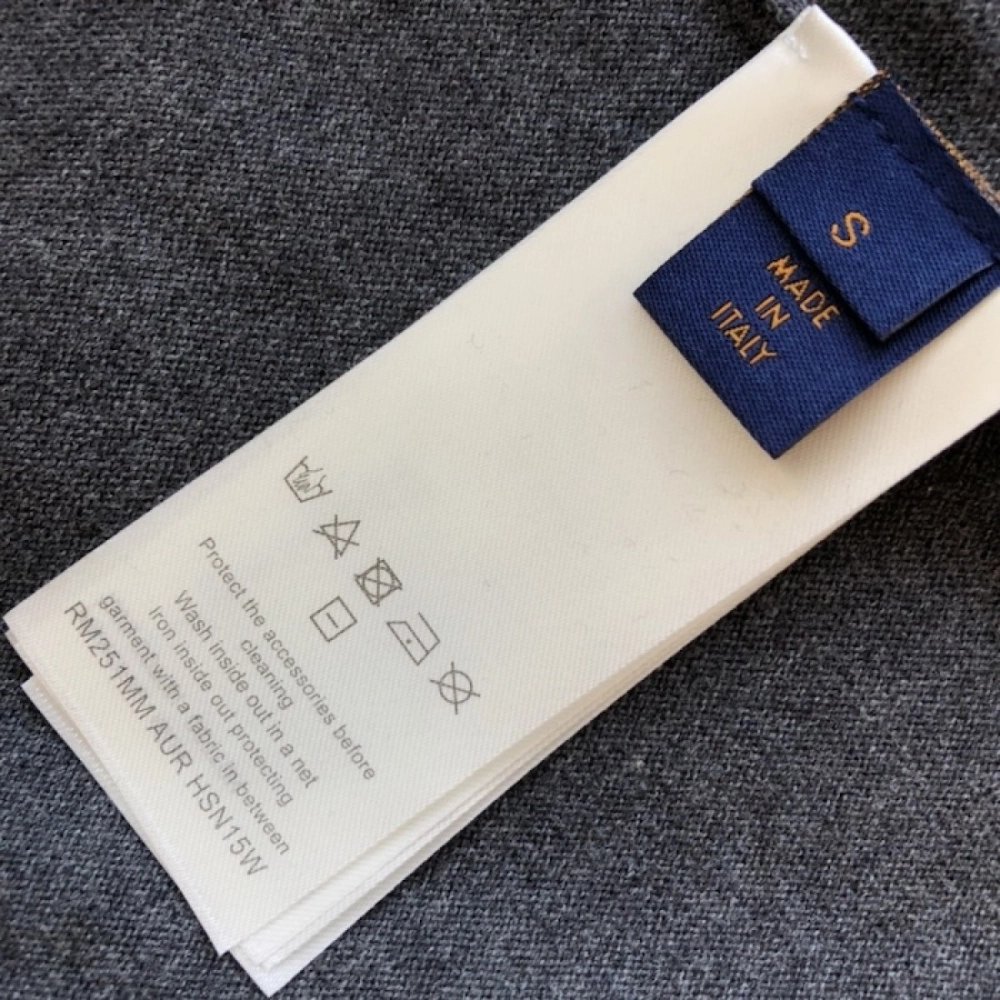 S
MADE
IN
ITALY
Protect the accessories before
cleaning
Wash inside out in a net
Iron inside out protecting
garment with a fabric in between
RM251MM AUR HSN15W